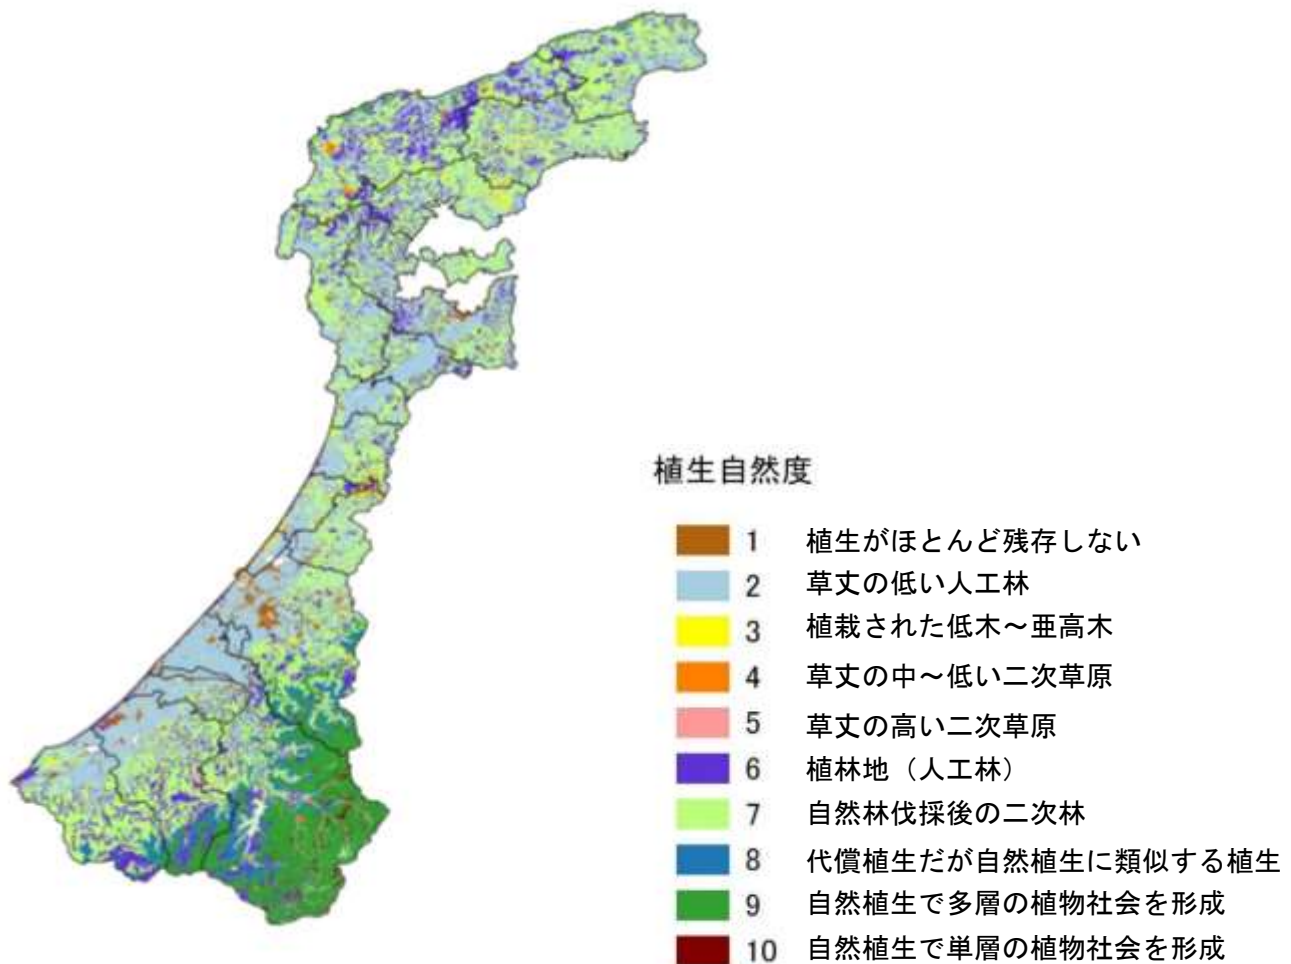 植生自然度
1 植生がほとんど残存しない
2 草丈の低い人工林
3 植栽された低木～亜高木
4 草丈の中～低い二次草原
5 草丈の高い二次草原
6 植林地（人工林）
7 自然林伐採後の二次林
8 代償植生だが自然植生に類似する植生
9 自然植生で多層の植物社会を形成
10 自然植生で単層の植物社会を形成